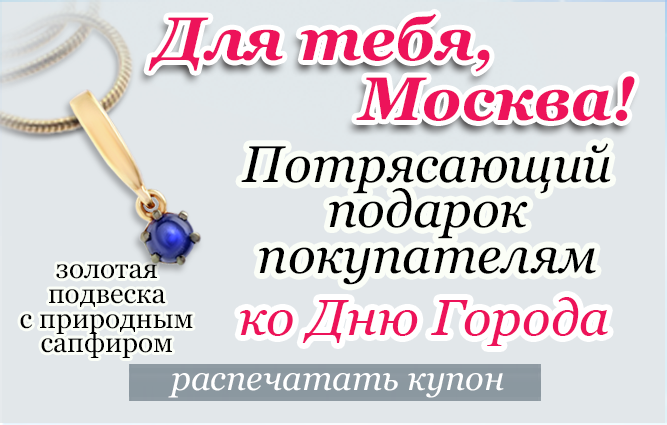 Для тебя,
Москва!
Потрясающий
подарок
покупателям
ко Дню Города
золотая
подвеска
с природным
сапфиром
распечатать купон